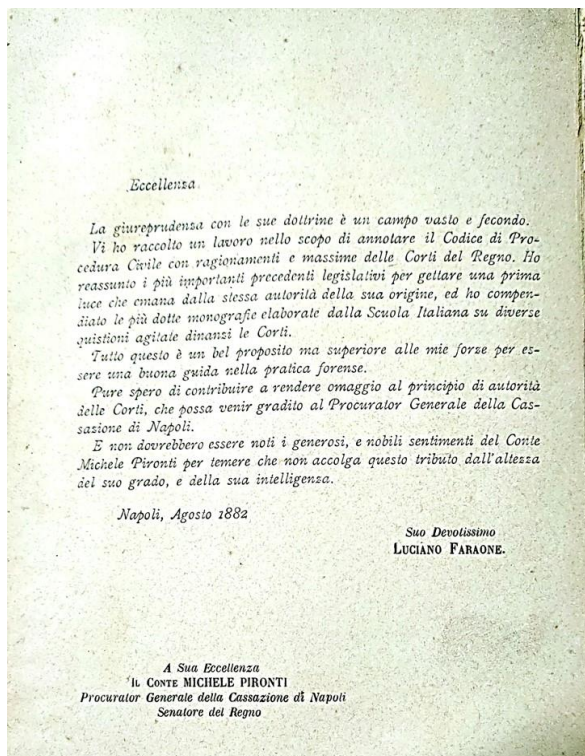 Eccellenza
La giureprudenza con le sue dottrine è un campo vasto e fecondo.
Vi ho raccolto un lavoro nello scopo di annotare il Codice di Pro-
cedura Civile con ragionamenti e massime delle Corti del Regno. Ho
reassunto i più importanti precedenti legislativi per gettare una prima
luce che emana dalla stessa autorità della sua origine, ed ho compen-
diato le più dotte monografie elaborate dalla Scuola Italiana su diverse
quistioni agitate dinanzi le Corti.
Tutto questo è un bel proposito ma superiore alle mie forze per es-
sere una buona guida nella pratica forense.
Pure spero di contribuire a rendere omaggio al principio di autorità
delle Corti, che possa venir gradito al Procurator Generale della Cas-
sazione di Napoli.
E non dovrebbero essere noti i generosi, e nobili sentimenti del Conte
Michele Pironti per temere che non accolga questo tributo dall'altezza
del suo grado, e della sua intelligenza.
Napoli, Agosto 1882
Suo Devotissimo
LUCIANO FARAONE.
A Sua Eccellenza
IL CONTE MICHELE PIRONTI
Procurator Generale della Cassazione di Napoli
Senatore del Regno